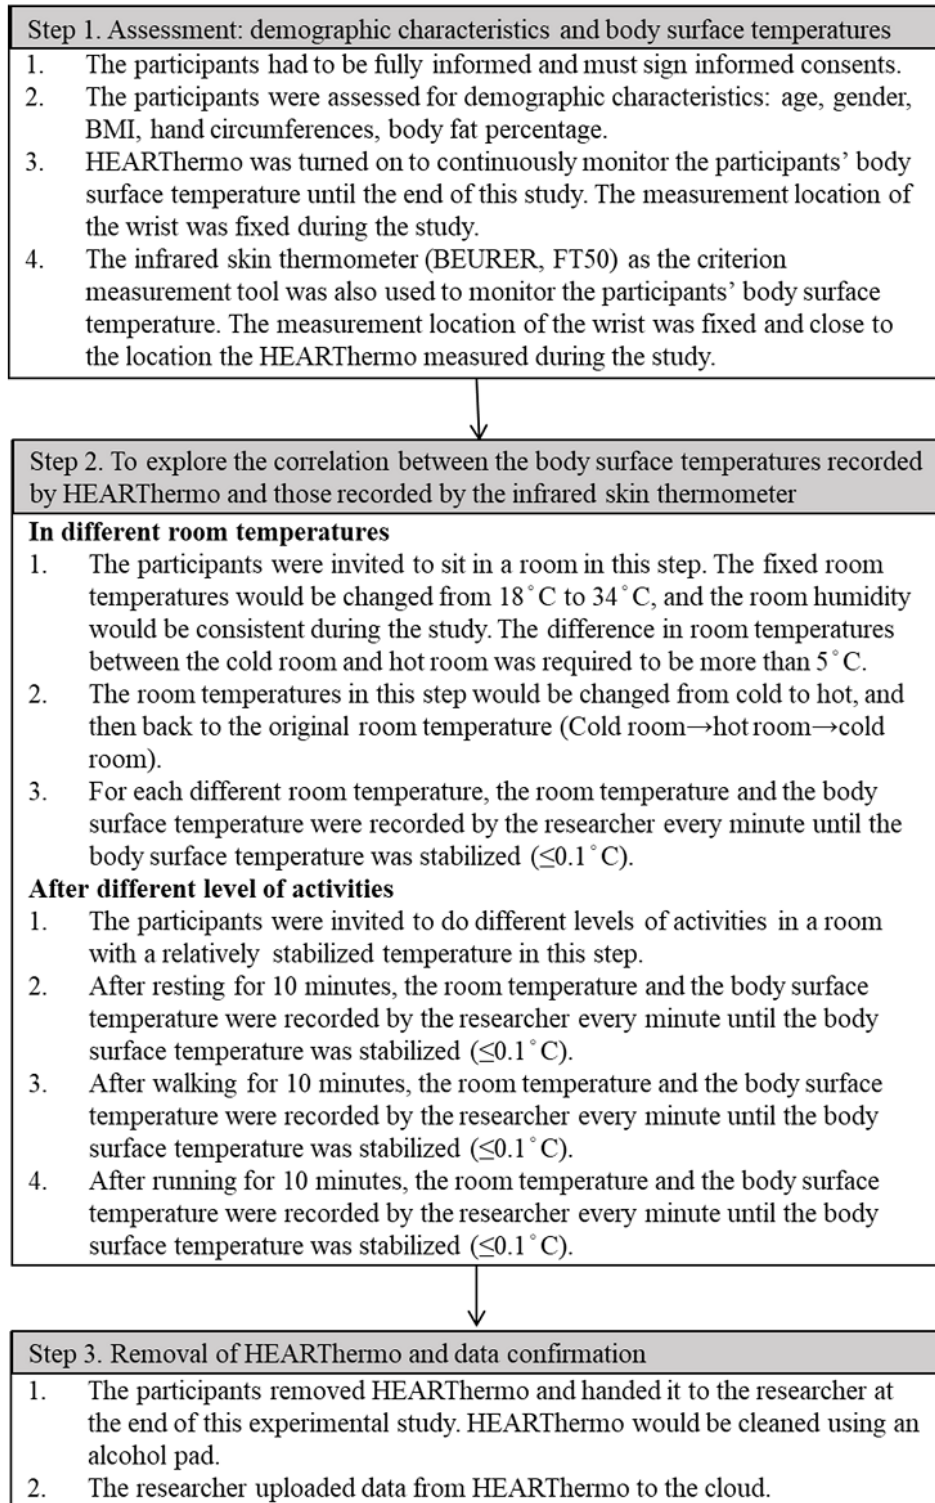 Step 1. Assessment: demographic characteristics and body surface temperatures
1. The participants had to be fully informed and must sign informed consents.
2. The participants were assessed for demographic characteristics: age, gender,
BMI, hand circumferences, body fat percentage.
3. HEARThermo was turned on to continuously monitor the participants’ body
surface temperature until the end of this study. The measurement location of
the wrist was fixed during the study.
4. The infrared skin thermometer (BEURER, FT50) as the criterion
measurement tool was also used to monitor the participants’ body surface
temperature. The measurement location of the wrist was fixed and close to
the location the HEARThermo measured during the study.
Step 2. To explore the correlation between the body surface temperatures recorded
by HEARThermo and those recorded by the infrared skin thermometer
In different room temperatures
1. The participants were invited to sit in a room in this step. The fixed room
temperatures would be changed from 18˚C to 34˚C, and the room humidity
would be consistent during the study. The difference in room temperatures
between the cold room and hot room was required to be more than 5˚C.
2. The room temperatures in this step would be changed from cold to hot, and
then back to the original room temperature (Cold room→hot room→cold
room).
3. For each different room temperature, the room temperature and the body
surface temperature were recorded by the researcher every minute until the
body surface temperature was stabilized (≤0.1˚C).
After different level of activities
1. The participants were invited to do different levels of activities in a room
with a relatively stabilized temperature in this step.
2. After resting for 10 minutes, the room temperature and the body surface
temperature were recorded by the researcher every minute until the body
surface temperature was stabilized (≤0.1˚C).
3. After walking for 10 minutes, the room temperature and the body surface
temperature were recorded by the researcher every minute until the body
surface temperature was stabilized (≤0.1˚C).
4. After running for 10 minutes, the room temperature and the body surface
temperature were recorded by the researcher every minute until the body
surface temperature was stabilized (≤0.1˚C).
Step 3. Removal of HEARThermo and data confirmation
1. The participants removed HEARThermo and handed it to the researcher at
the end of this experimental study. HEARThermo would be cleaned using an
alcohol pad.
2. The researcher uploaded data from HEARThermo to the cloud.